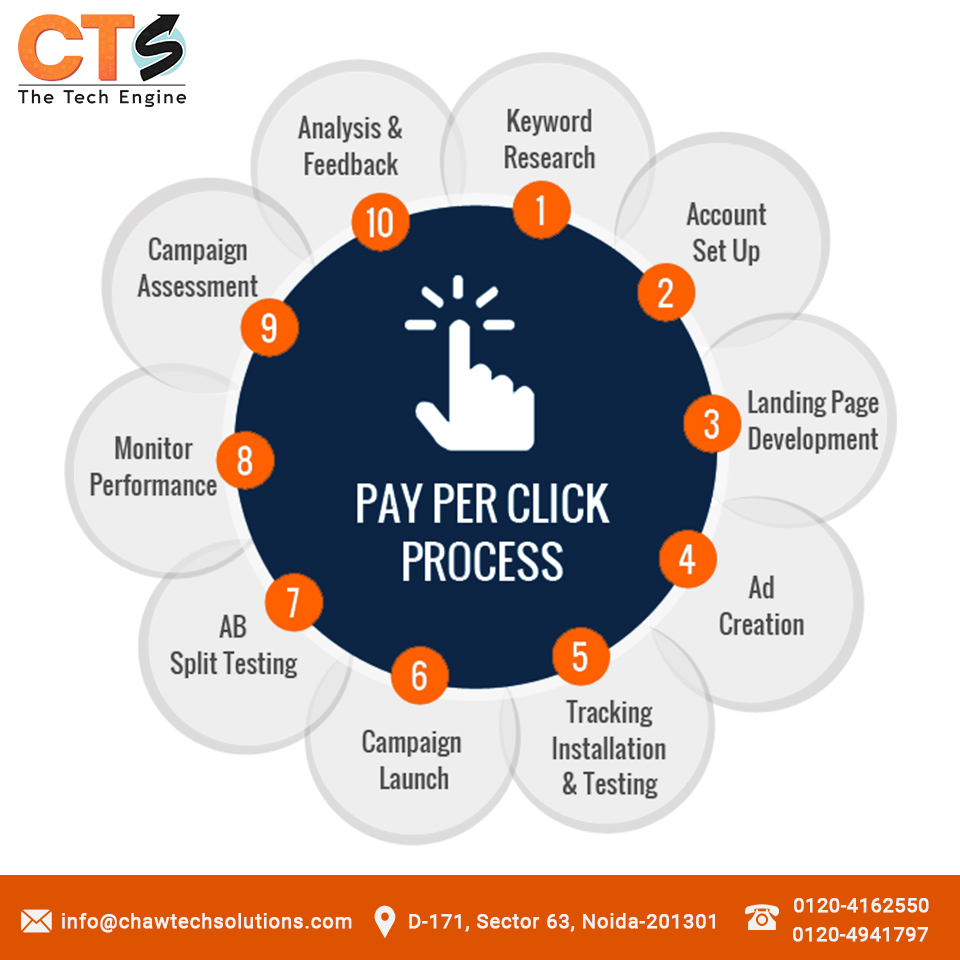 CTS
The Tech Engine
Keyword
Research
1
Account
Set Up
2
Landing Page
Development
3
Ad
Creation
4
Tracking
Installation
& Testing
5
Campaign
Launch
6
AB
Split Testing
7
Monitor
Performance
8
Campaign
Assessment
9
Analysis &
Feedback
10
PAY PER CLICK
PROCESS
info@chawtechsolutions.com
D-171, Sector 63, Noida-201301
0120-4162550
0120-4941797